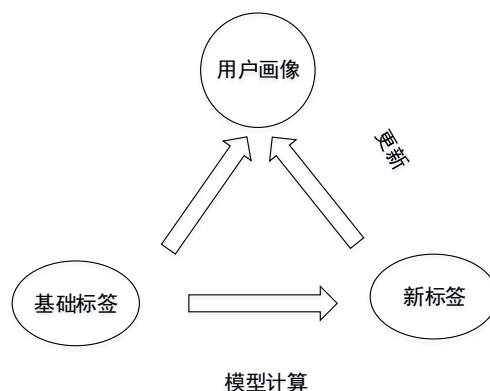 用户画像
更新
基础标签
新标签
模型计算